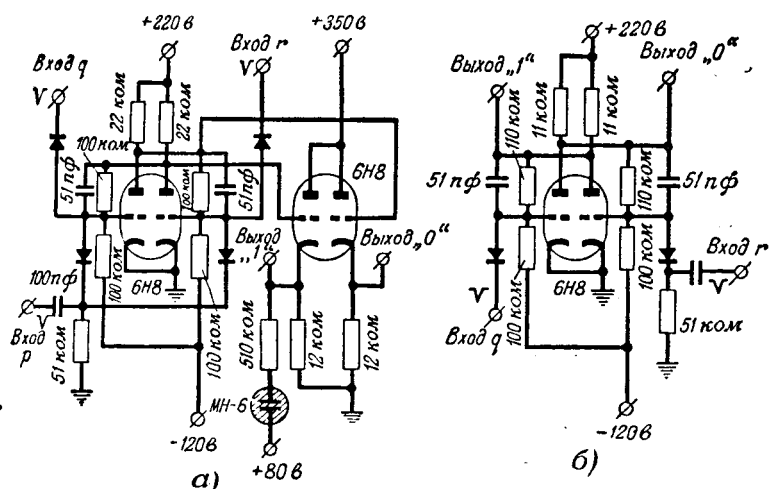 +220 в
Вход r
+350 в
Вход q
V
V
22 ком
22 ком
100 ком
51 пф
100 ком
51 пф
6Н8
Выход „1“
Выход „0“
100 пф
V
Вход р
51 ком
100 ком
6Н8
100 ком
510 ком
12 ком
12 ком
МН-6
-120 в
+80 в
а)
+220 в
Выход „1“
Выход „0“
110 ком
11 ком
11 ком
51 пф
110 ком
51 пф
V
Вход q
100 ком
6Н8
100 ком
Вход r
V
51 ком
-120 в
б)